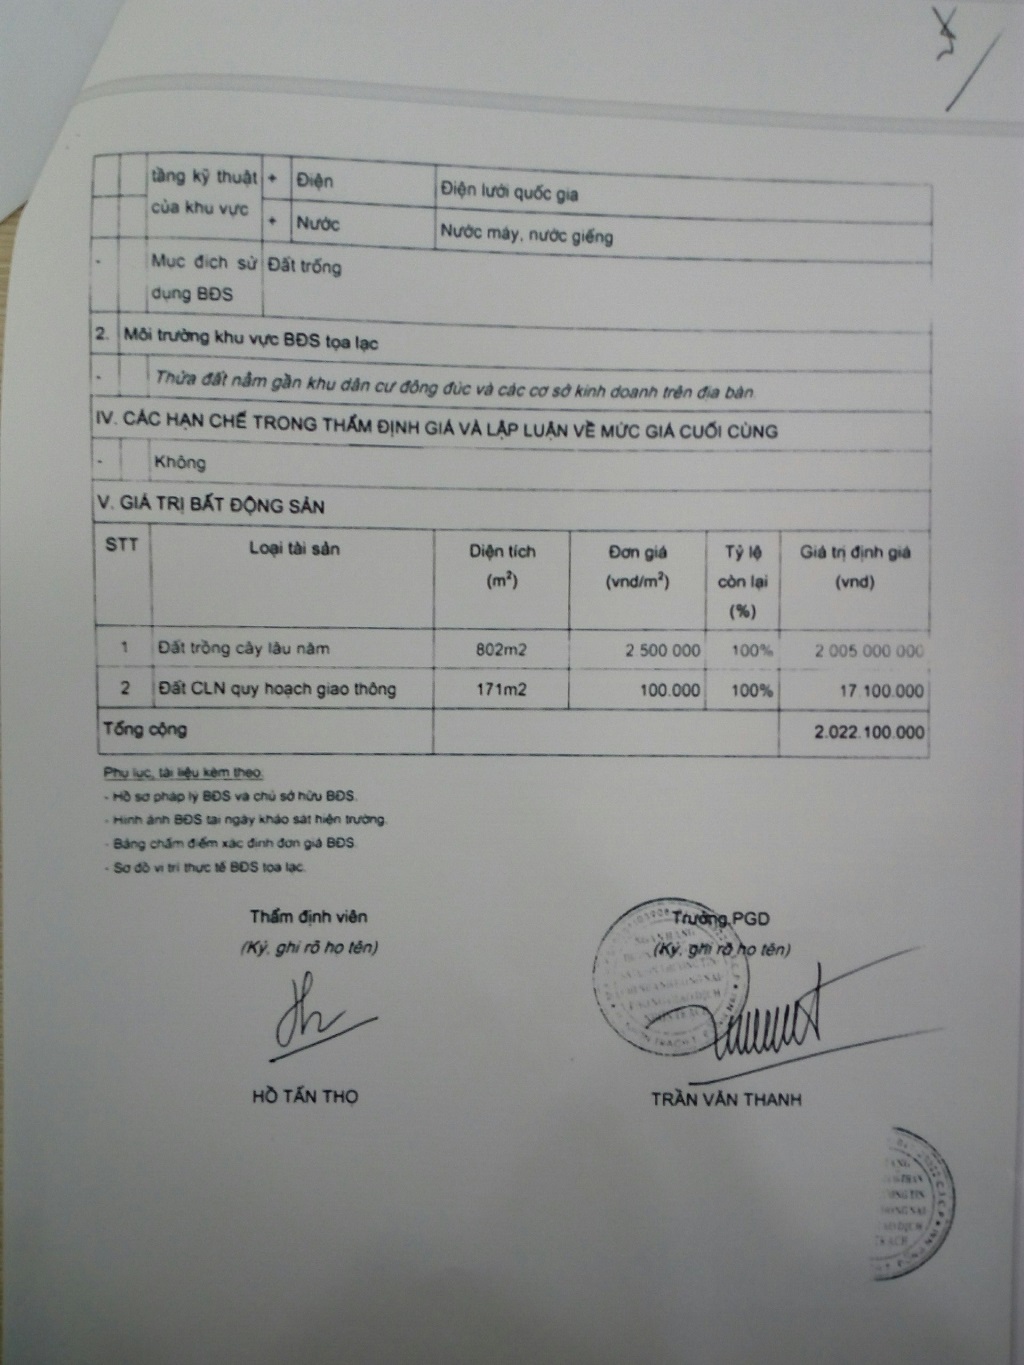 tầng kỹ thuật + Điện Điện lưới quốc gia
của khu vực + Nước Nước máy, nước giếng
- Mục đích sử Đất trống
dụng BĐS
2. Môi trường khu vực BĐS tọa lạc
- Thửa đất nằm gần khu dân cư đông đúc và các cơ sở kinh doanh trên địa bàn.
IV. CÁC HẠN CHẾ TRONG THẨM ĐỊNH GIÁ VÀ LẬP LUẬN VỀ MỨC GIÁ CUỐI CÙNG
- Không
V. GIÁ TRỊ BẤT ĐỘNG SẢN
STT Loại tài sản Diện tích Đơn giá Tỷ lệ Giá trị định giá
(m²) (vnd/m²) còn lại (vnd)
(%)
1 Đất trồng cây lâu năm 802m2 2 500 000 100% 2 005 000 000
2 Đất CLN quy hoạch giao thông 171m2 100.000 100% 17.100.000
Tổng cộng 2.022.100.000
Phụ lục, tài liệu kèm theo:
- Hồ sơ pháp lý BĐS và chủ sở hữu BĐS.
- Hình ảnh BĐS tại ngày khảo sát hiện trường.
- Bảng chấm điểm xác định đơn giá BĐS.
- Sơ đồ vị trí thực tế BĐS tọa lạc.
Thẩm định viên Trưởng PGD
(Ký, ghi rõ họ tên) (Ký, ghi rõ họ tên)
NGÂN HÀNG
HỒ TẤN THỌ TRẦN VĂN THANH